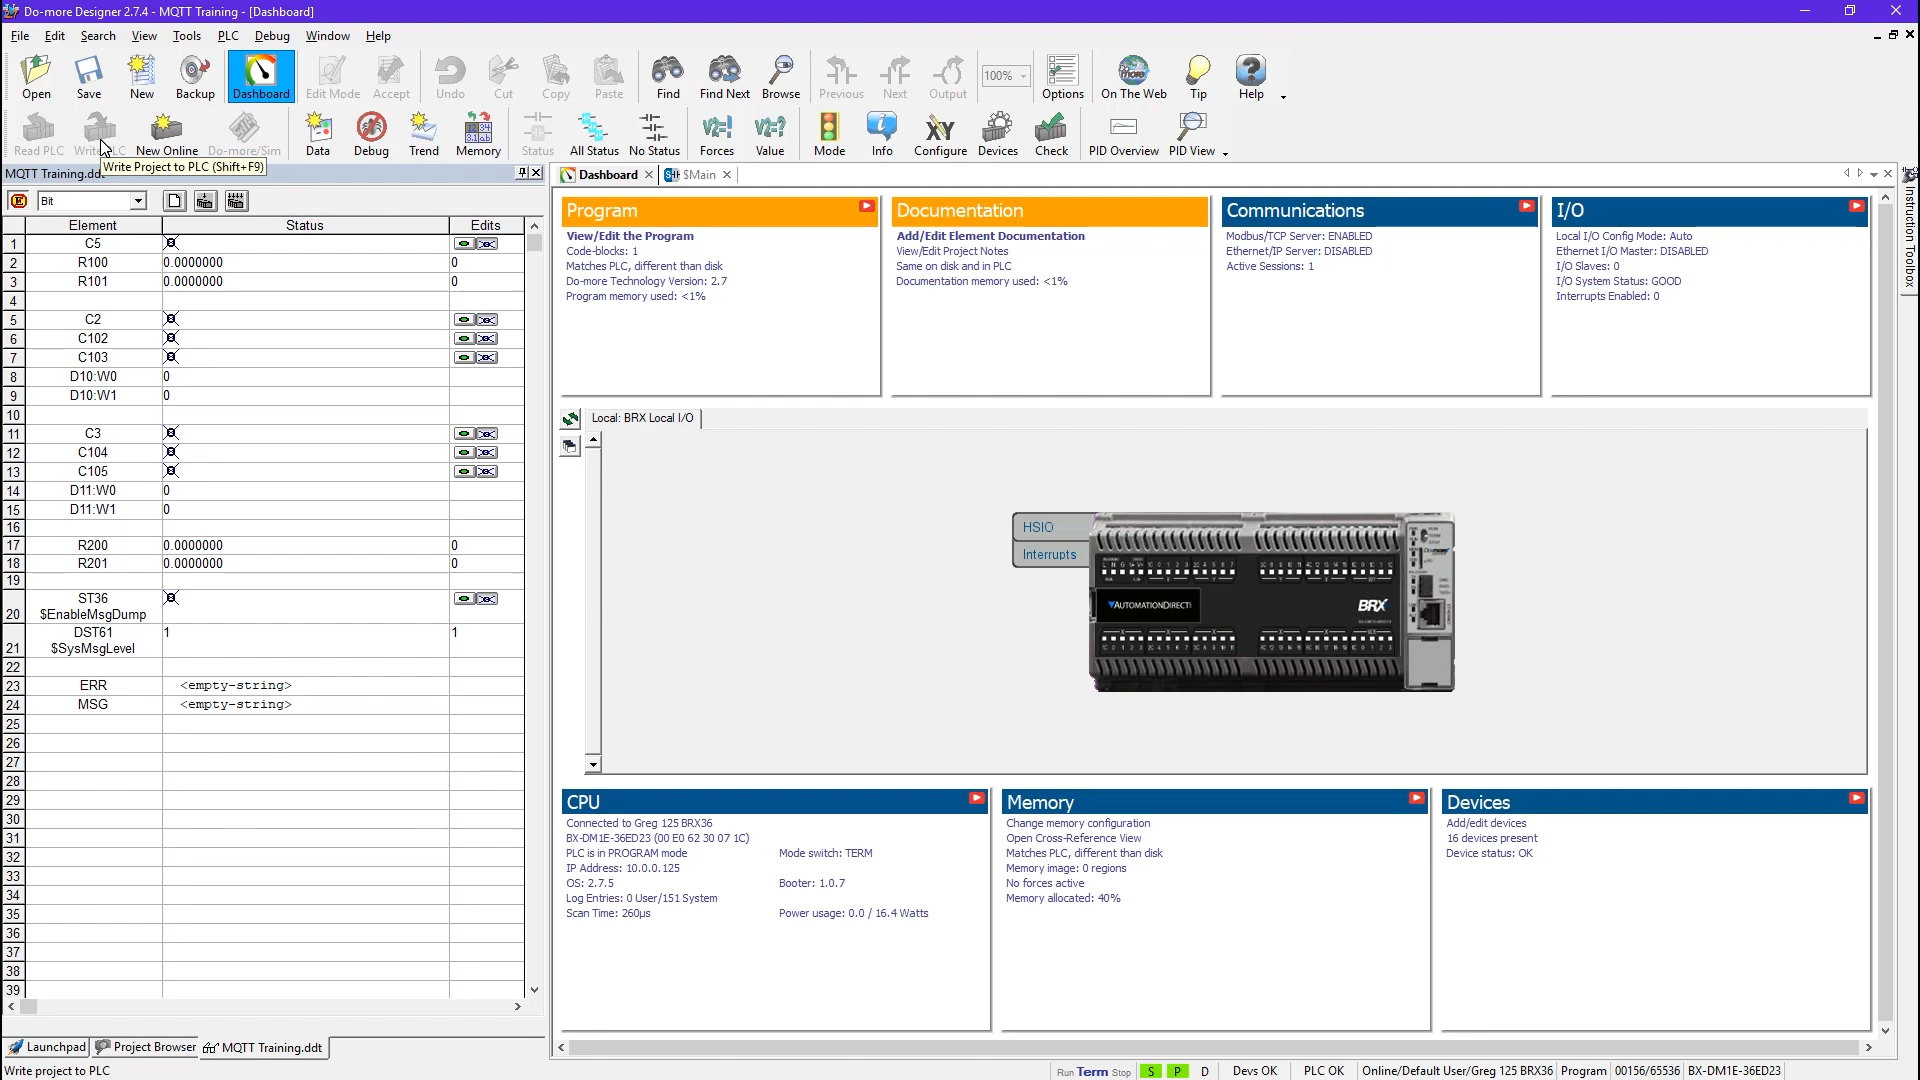 Do-more Designer 2.7.4 - MQTT Training - [Dashboard]
File Edit Search View Tools PLC Debug Window Help
Open Save New Backup Dashboard Edit Mode Accept Undo Cut Copy Paste Find Find Next Browse Previous Next Output 100% Options On The Web Tip Help
Read PLC New Online Do-more/Sim Data Debug Trend Memory Status All Status No Status Forces Value Mode Info Configure Devices Check PID Overview PID View
Write Project to PLC (Shift+F9)
MQTT Training.ddt
Dashboard $Main
Instruction Toolbox
Bit
Element Status Edits
1 C5
2 R100 0.0000000 0
3 R101 0.0000000 0
4
5 C2
6 C102
7 C103
8 D10:W0 0
9 D10:W1 0
10
11 C3
12 C104
13 C105
14 D11:W0 0
15 D11:W1 0
16
17 R200 0.0000000 0
18 R201 0.0000000 0
19
ST36
20 $EnableMsgDump
DST61 1 1
21 $SysMsgLevel
22
23 ERR <empty-string>
24 MSG <empty-string>
25
26
27
28
29
30
31
32
33
34
35
36
37
38
39
Program
View/Edit the Program
Code-blocks: 1
Matches PLC, different than disk
Do-more Technology Version: 2.7
Program memory used: <1%
Documentation
Add/Edit Element Documentation
View/Edit Project Notes
Same on disk and in PLC
Documentation memory used: <1%
Communications
Modbus/TCP Server: ENABLED
Ethernet/IP Server: DISABLED
Active Sessions: 1
I/O
Local I/O Config Mode: Auto
Ethernet I/O Master: DISABLED
I/O Slaves: 0
I/O System Status: GOOD
Interrupts Enabled: 0
Local: BRX Local I/O
HSIO
Interrupts
AUTOMATIONDIRECT
BRX
CPU
Connected to Greg 125 BRX36
BX-DM1E-36ED23 (00 E0 62 30 07 1C)
PLC is in PROGRAM mode Mode switch: TERM
IP Address: 10.0.0.125
OS: 2.7.5 Booter: 1.0.7
Log Entries: 0 User/151 System
Scan Time: 260µs Power usage: 0.0 / 16.4 Watts
Memory
Change memory configuration
Open Cross-Reference View
Matches PLC, different than disk
Memory image: 0 regions
No forces active
Memory allocated: 40%
Devices
Add/edit devices
16 devices present
Device status: OK
Launchpad Project Browser MQTT Training.ddt
Write project to PLC
Run Term Stop S P D Devs OK PLC OK Online/Default User/Greg 125 BRX36 Program 00156/65536 BX-DM1E-36ED23